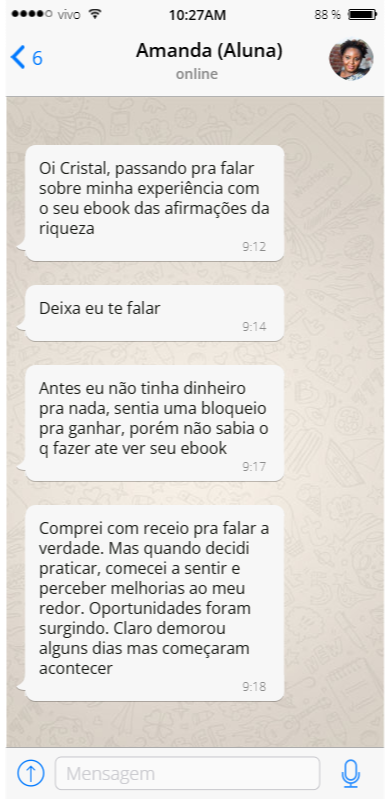 vivo 10:27AM 88 %
6 Amanda (Aluna)
online
Oi Cristal, passando pra falar
sobre minha experiência com
o seu ebook das afirmações da
riqueza
9:12
Deixa eu te falar
9:14
Antes eu não tinha dinheiro
pra nada, sentia uma bloqueio
pra ganhar, porém não sabia o
q fazer ate ver seu ebook
9:17
Comprei com receio pra falar a
verdade. Mas quando decidi
praticar, comecei a sentir e
perceber melhorias ao meu
redor. Oportunidades foram
surgindo. Claro demorou
alguns dias mas começaram
acontecer
9:18
Mensagem